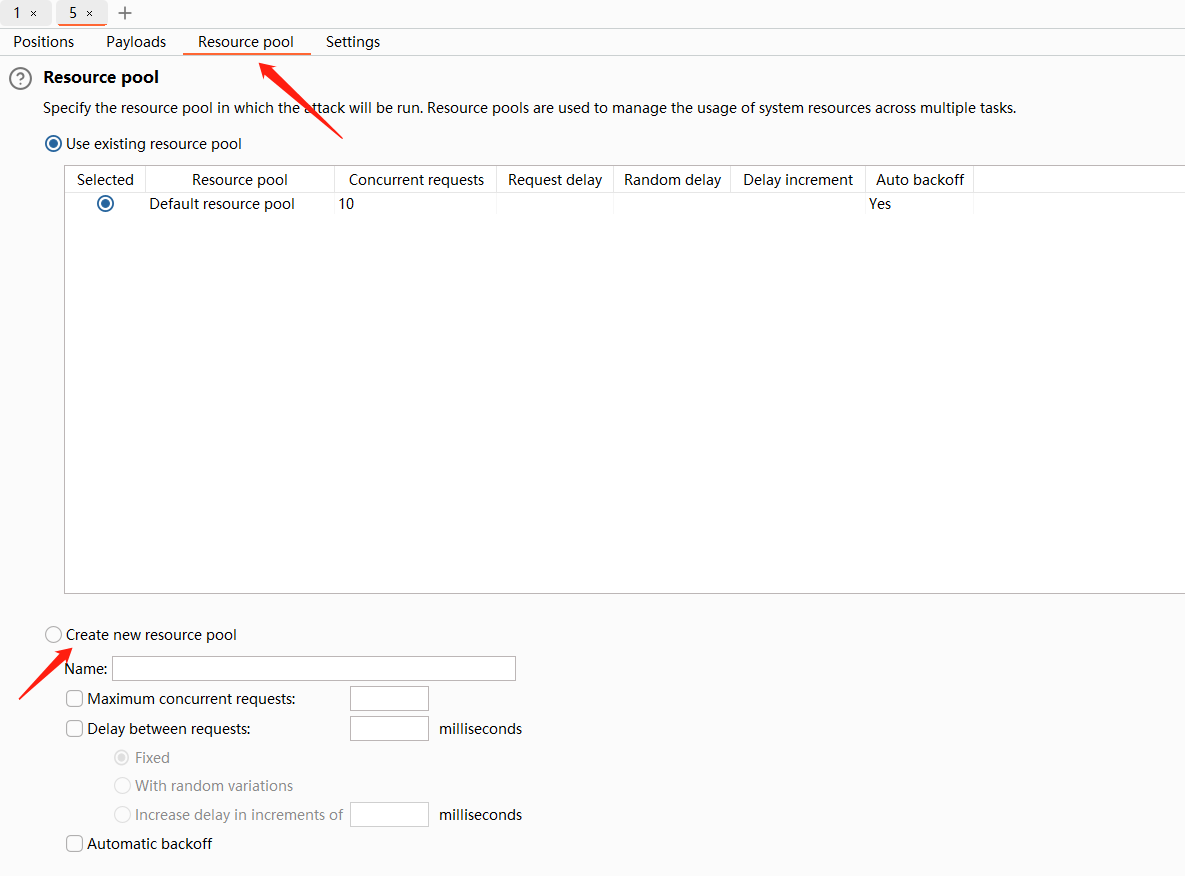 1 × 5 × +
Positions Payloads Resource pool Settings
? Resource pool
Specify the resource pool in which the attack will be run. Resource pools are used to manage the usage of system resources across multiple tasks.
Use existing resource pool
Selected Resource pool Concurrent requests Request delay Random delay Delay increment Auto backoff
Default resource pool 10 Yes
Create new resource pool
Name:
Maximum concurrent requests:
Delay between requests: milliseconds
Fixed
With random variations
Increase delay in increments of milliseconds
Automatic backoff